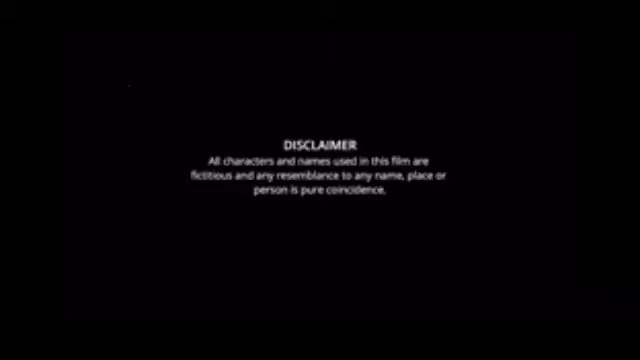 DISCLAIMER
All characters and names used in this film are
fictitious and any resemblance to any name, place or
person is pure coincidence.